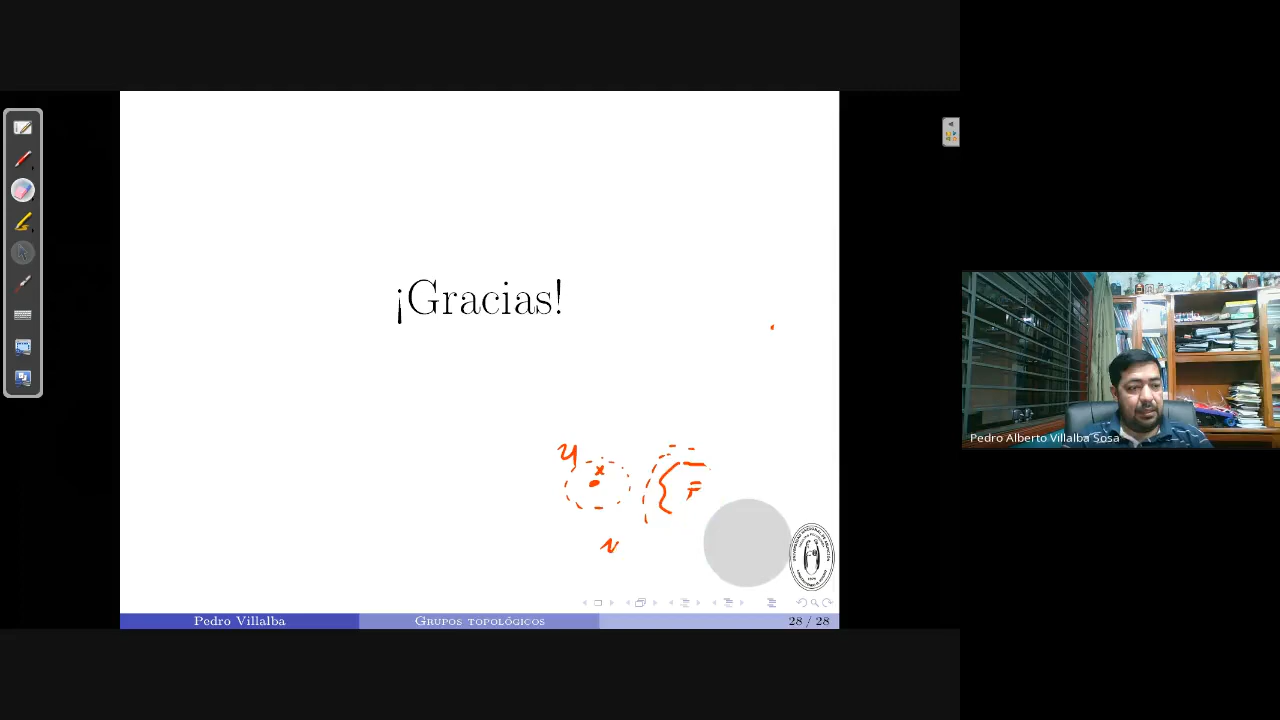 ¡Gracias!
U
x
F
N
Pedro Alberto Villalba Sosa
Pedro Villalba
Grupos topológicos
28 / 28